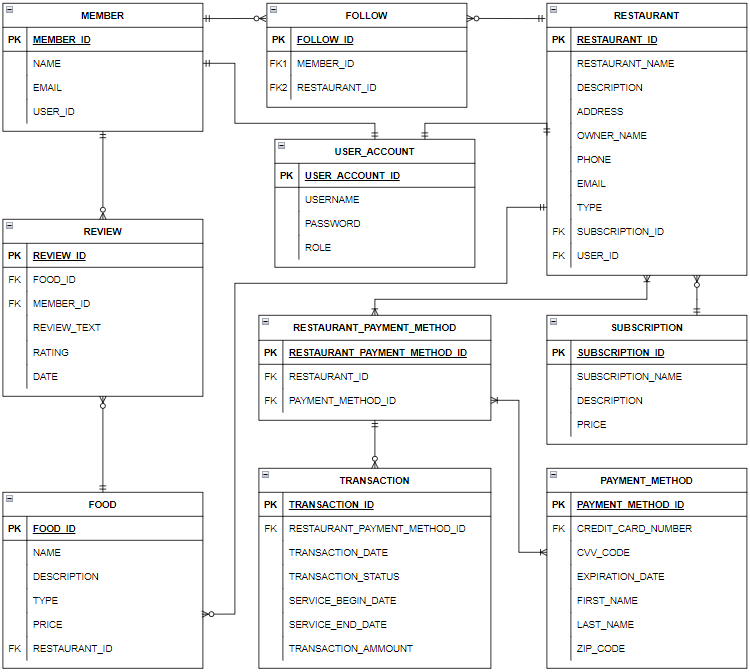 MEMBER
PK MEMBER_ID
NAME
EMAIL
USER_ID
FOLLOW
PK FOLLOW_ID
FK1 MEMBER_ID
FK2 RESTAURANT_ID
RESTAURANT
PK RESTAURANT_ID
RESTAURANT_NAME
DESCRIPTION
ADDRESS
OWNER_NAME
PHONE
EMAIL
TYPE
FK SUBSCRIPTION_ID
FK USER_ID
USER_ACCOUNT
PK USER_ACCOUNT_ID
USERNAME
PASSWORD
ROLE
REVIEW
PK REVIEW_ID
FK FOOD_ID
FK MEMBER_ID
REVIEW_TEXT
RATING
DATE
RESTAURANT_PAYMENT_METHOD
PK RESTAURANT_PAYMENT_METHOD_ID
FK RESTAURANT_ID
FK PAYMENT_METHOD_ID
SUBSCRIPTION
PK SUBSCRIPTION_ID
SUBSCRIPTION_NAME
DESCRIPTION
PRICE
FOOD
PK FOOD_ID
NAME
DESCRIPTION
TYPE
PRICE
FK RESTAURANT_ID
TRANSACTION
PK TRANSACTION_ID
FK RESTAURANT_PAYMENT_METHOD_ID
TRANSACTION_DATE
TRANSACTION_STATUS
SERVICE_BEGIN_DATE
SERVICE_END_DATE
TRANSACTION_AMMOUNT
PAYMENT_METHOD
PK PAYMENT_METHOD_ID
FK CREDIT_CARD_NUMBER
CVV_CODE
EXPIRATION_DATE
FIRST_NAME
LAST_NAME
ZIP_CODE